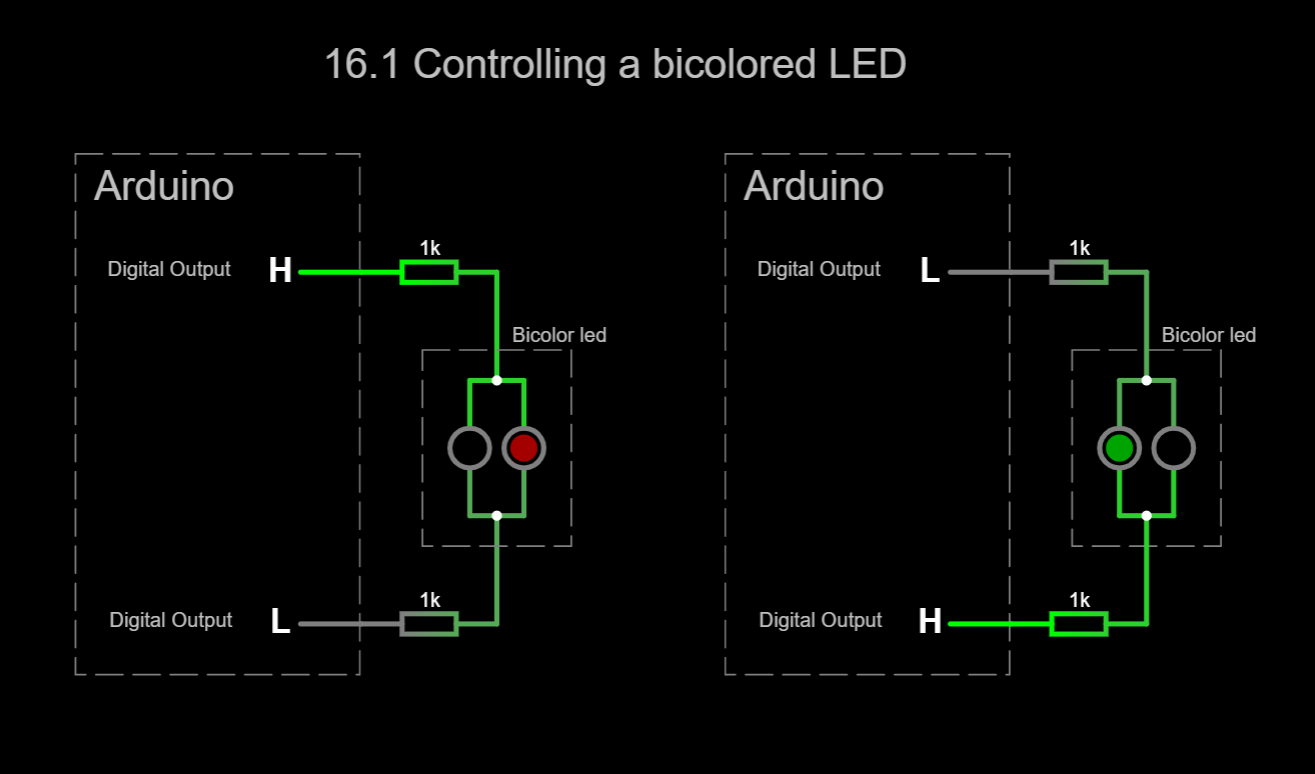 16.1 Controlling a bicolored LED
Arduino
Digital Output H
1k
Bicolor led
Digital Output L
1k
Arduino
Digital Output L
1k
Bicolor led
Digital Output H
1k